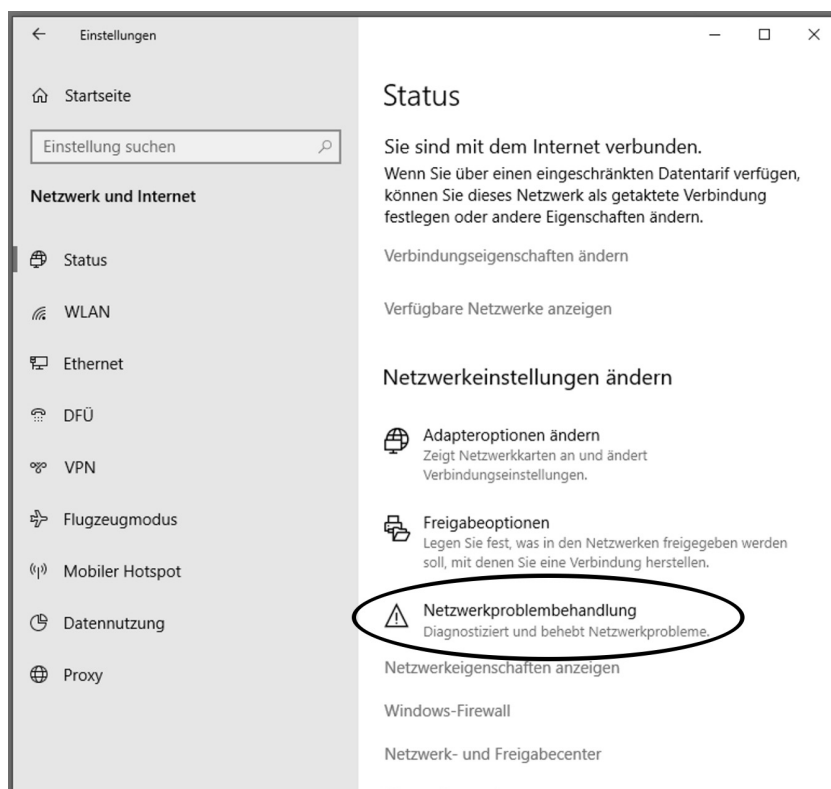 Einstellungen
Startseite
Einstellung suchen
Netzwerk und Internet
Status
WLAN
Ethernet
DFÜ
VPN
Flugzeugmodus
Mobiler Hotspot
Datennutzung
Proxy
Status
Sie sind mit dem Internet verbunden.
Wenn Sie über einen eingeschränkten Datentarif verfügen,
können Sie dieses Netzwerk als getaktete Verbindung
festlegen oder andere Eigenschaften ändern.
Verbindungseigenschaften ändern
Verfügbare Netzwerke anzeigen
Netzwerkeinstellungen ändern
Adapteroptionen ändern
Zeigt Netzwerkkarten an und ändert
Verbindungseinstellungen.
Freigabeoptionen
Legen Sie fest, was in den Netzwerken freigegeben werden
soll, mit denen Sie eine Verbindung herstellen.
Netzwerkproblembehandlung
Diagnostiziert und behebt Netzwerkprobleme.
Netzwerkeigenschaften anzeigen
Windows-Firewall
Netzwerk- und Freigabecenter